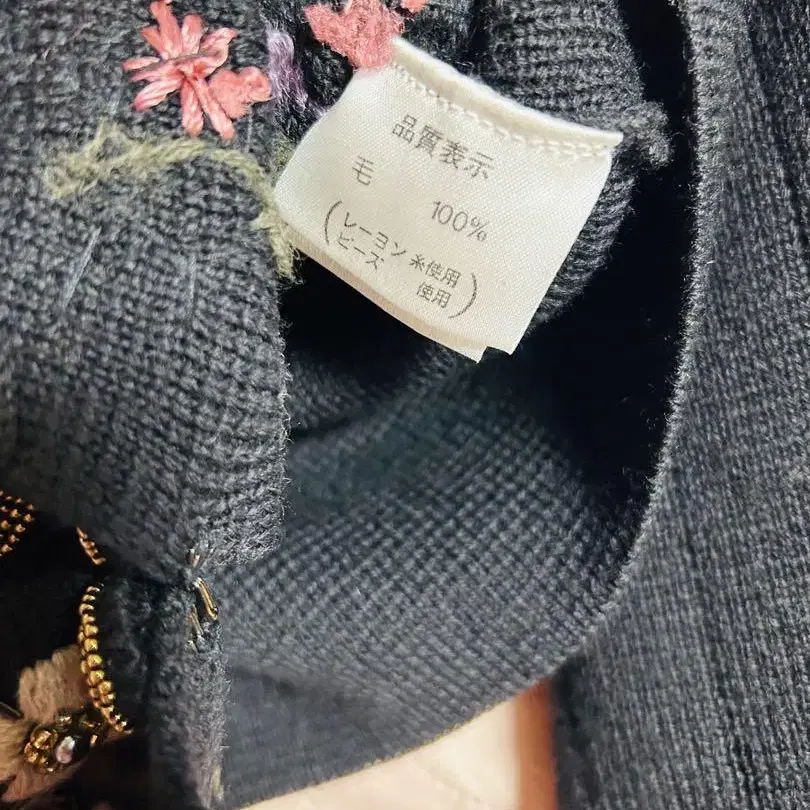 品質表示
毛 100%
(レーヨン糸使用
ビーズ 使用)